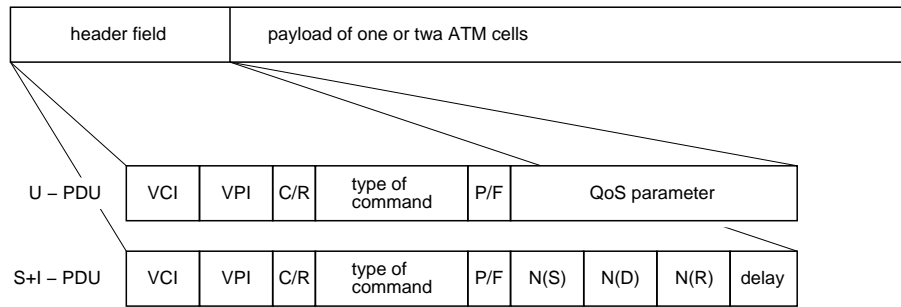 header field payload of one or twa ATM cells
U – PDU VCI VPI C/R type of command P/F QoS parameter
S+I – PDU VCI VPI C/R type of command P/F N(S) N(D) N(R) delay